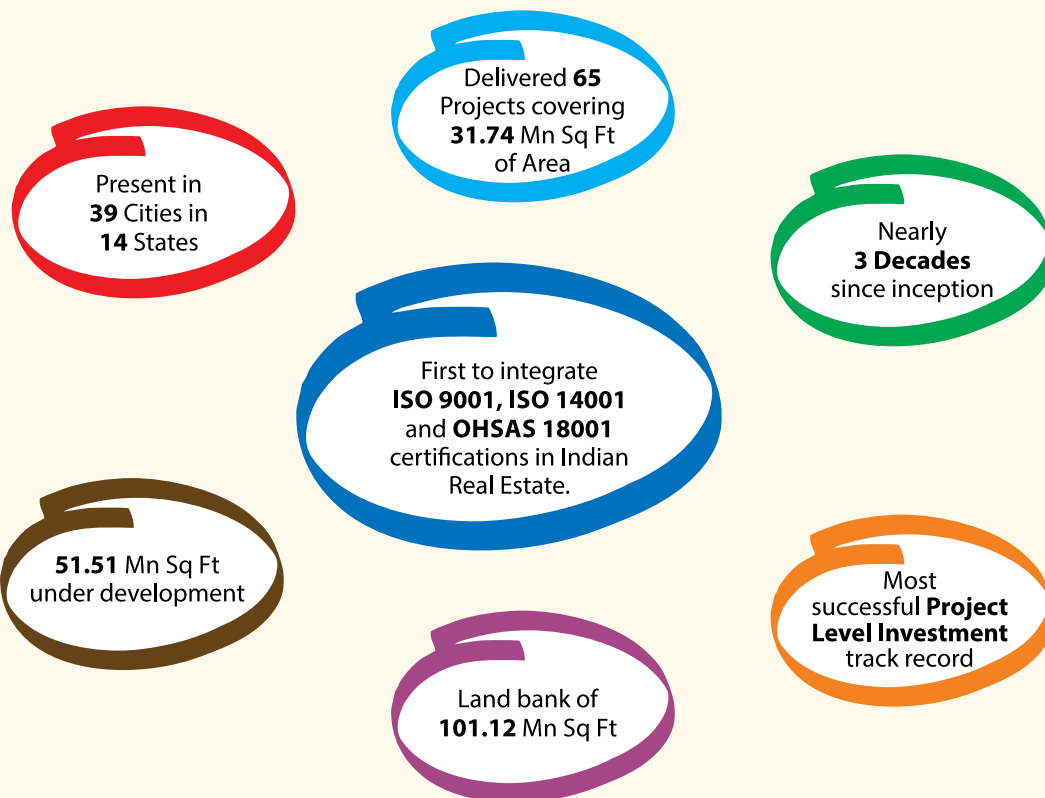 Delivered 65
Projects covering
31.74 Mn Sq Ft
of Area
Present in
39 Cities in
14 States
Nearly
3 Decades
since inception
First to integrate
ISO 9001, ISO 14001
and OHSAS 18001
certifications in Indian
Real Estate.
51.51 Mn Sq Ft
under development
Most
successful Project
Level Investment
track record
Land bank of
101.12 Mn Sq Ft